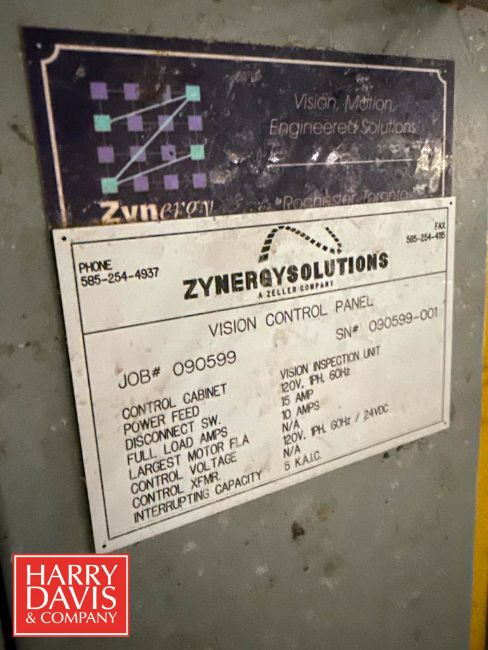 Vision, Motion,
Engineered Solutions
Rochester, Toronto
Zynergy
PHONE
585-254-4937
FAX
585-254-4115
ZYNERGYSOLUTIONS
A ZELLER COMPANY
VISION CONTROL PANEL
JOB# 090599
SN# 090599-001
CONTROL CABINET VISION INSPECTION UNIT
POWER FEED 120V, 1PH, 60Hz
DISCONNECT SW. 15 AMP
FULL LOAD AMPS 10 AMPS
LARGEST MOTOR FLA N/A
CONTROL VOLTAGE 120V, 1PH, 60Hz / 24VDC
CONTROL XFMR. N/A
INTERRUPTING CAPACITY 5 K.A.I.C.
HARRY
DAVIS
& COMPANY